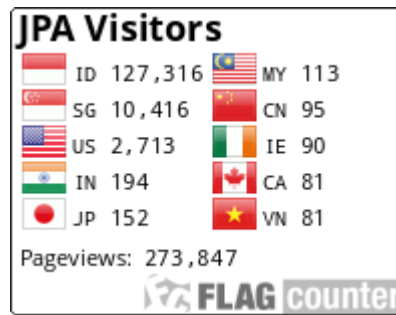 JPA Visitors
ID 127,316 MY 113
SG 10,416 CN 95
US 2,713 IE 90
IN 194 CA 81
JP 152 VN 81
Pageviews: 273,847
FC FLAG counter